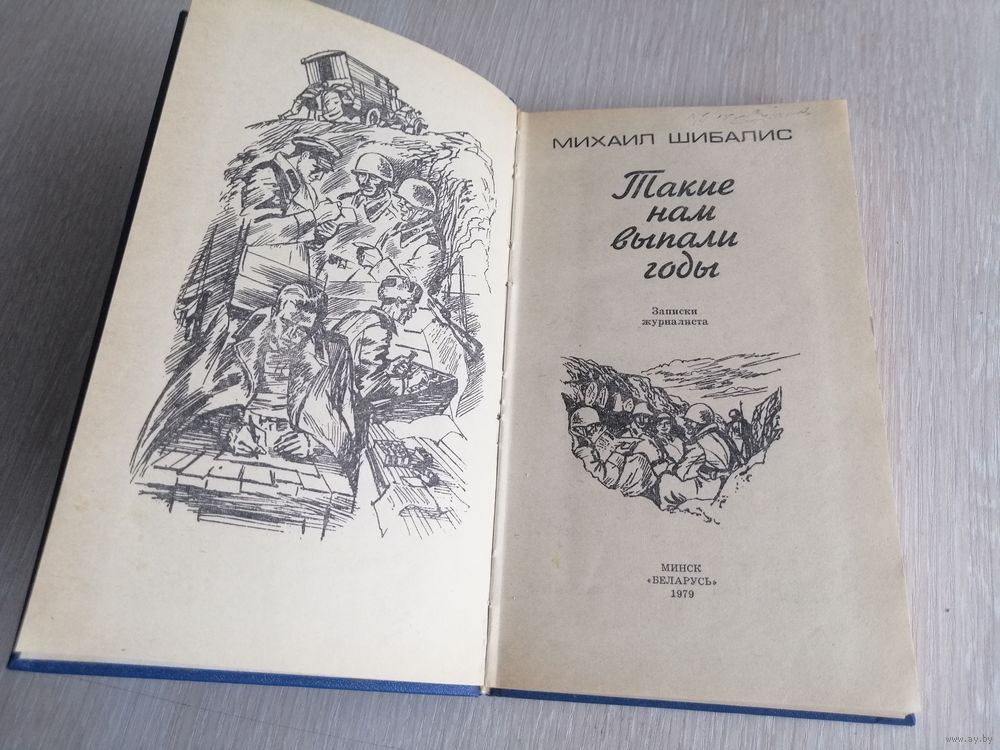 МИХАИЛ ШИБАЛИС
Такие
нам
выпали
годы
Записки
журналиста
МИНСК
«БЕЛАРУСЬ»
1979
www.ay.by